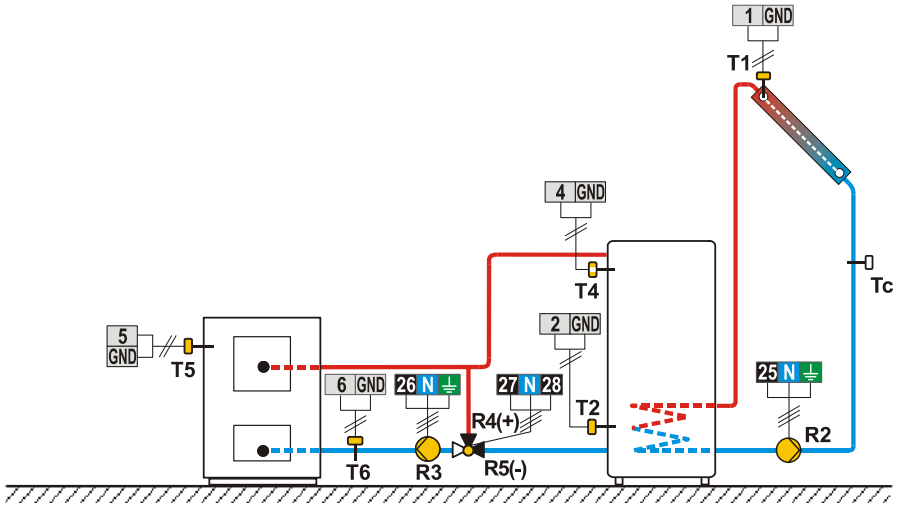 1 GND
T1
4 GND
T4
Tc
2 GND
5
GND
T5
6 GND
26 N
27 N 28
25 N
T2
R4(+)
R2
T6
R3
R5(-)